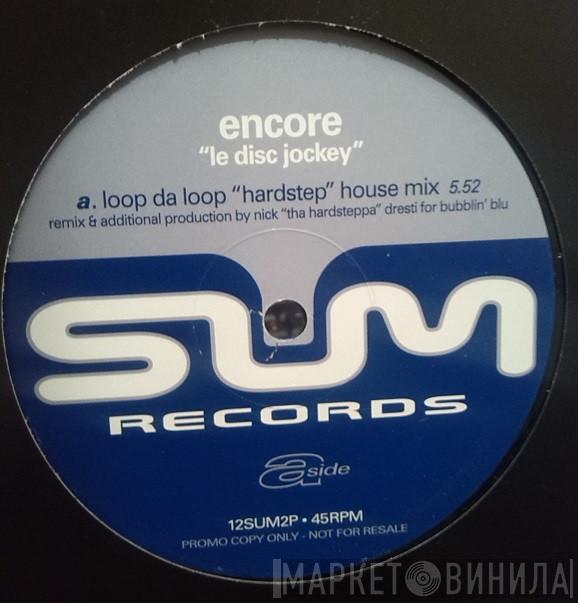 encore
"le disc jockey"
a. loop da loop "hardstep" house mix 5.52
remix & additional production by nick "tha hardsteppa" dresti for bubblin' blu
SUM
RECORDS
a side
12SUM2P • 45RPM
PROMO COPY ONLY - NOT FOR RESALE
МАРКЕТ ВИНИЛА